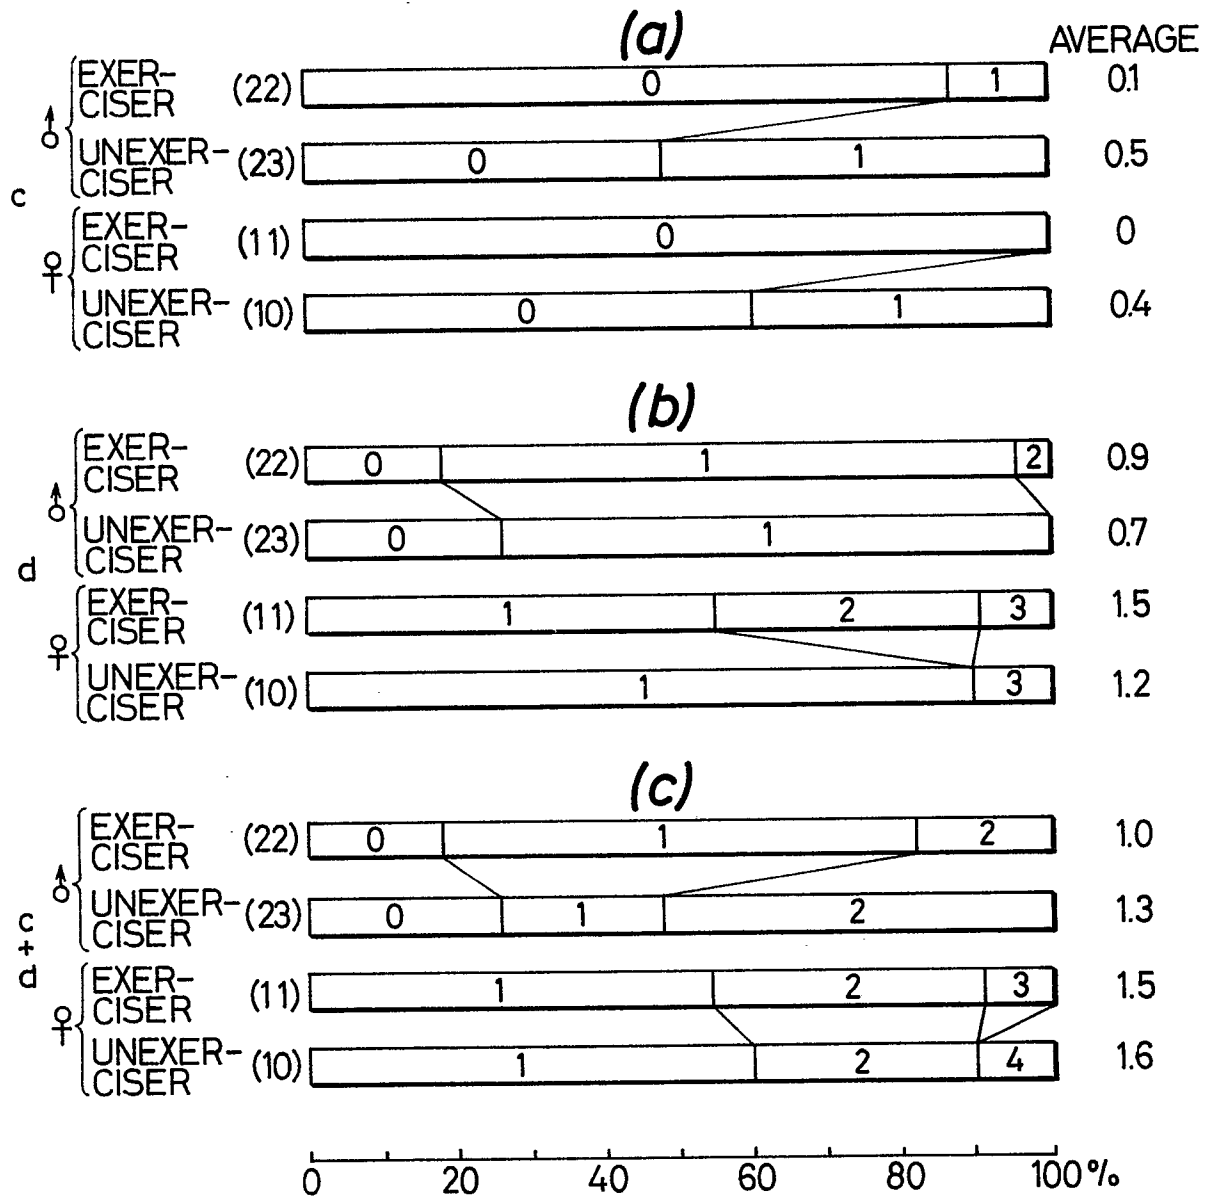 (a)
AVERAGE
c
♂
EXER-
CISER
(22) 0 1 0.1
UNEXER-
CISER
(23) 0 1 0.5
♀
EXER-
CISER
(11) 0 0
UNEXER-
CISER
(10) 0 1 0.4
(b)
d
♂
EXER-
CISER
(22) 0 1 2 0.9
UNEXER-
CISER
(23) 0 1 0.7
♀
EXER-
CISER
(11) 1 2 3 1.5
UNEXER-
CISER
(10) 1 3 1.2
(c)
c
+
d
♂
EXER-
CISER
(22) 0 1 2 1.0
UNEXER-
CISER
(23) 0 1 2 1.3
♀
EXER-
CISER
(11) 1 2 3 1.5
UNEXER-
CISER
(10) 1 2 4 1.6
0 20 40 60 80 100%